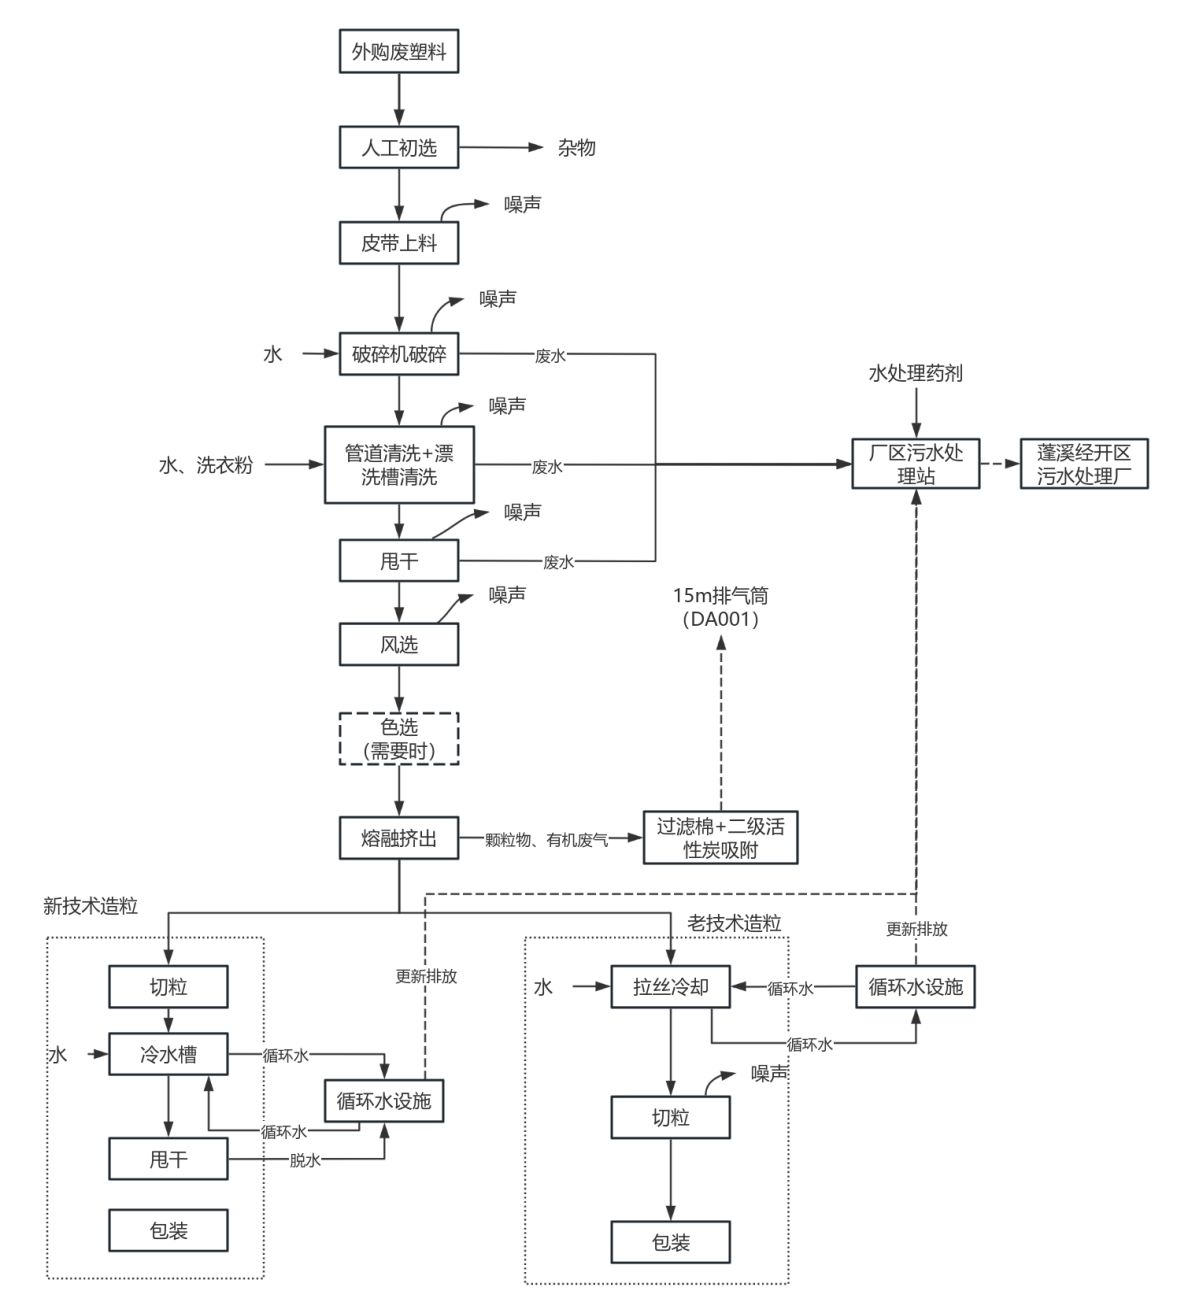 外购废塑料
人工初选
杂物
噪声
皮带上料
噪声
水
破碎机破碎
废水
水处理药剂
噪声
水、洗衣粉
管道清洗+漂
洗槽清洗
废水
厂区污水处
理站
蓬溪经开区
污水处理厂
噪声
甩干
废水
噪声
风选
15m排气筒
（DA001）
色选
（需要时）
熔融挤出
颗粒物、有机废气
过滤棉+二级活
性炭吸附
新技术造粒
老技术造粒
更新排放
更新排放
切粒
水
拉丝冷却
循环水
循环水设施
水
冷水槽
循环水
循环水
噪声
循环水设施
切粒
循环水
甩干
脱水
包装
包装